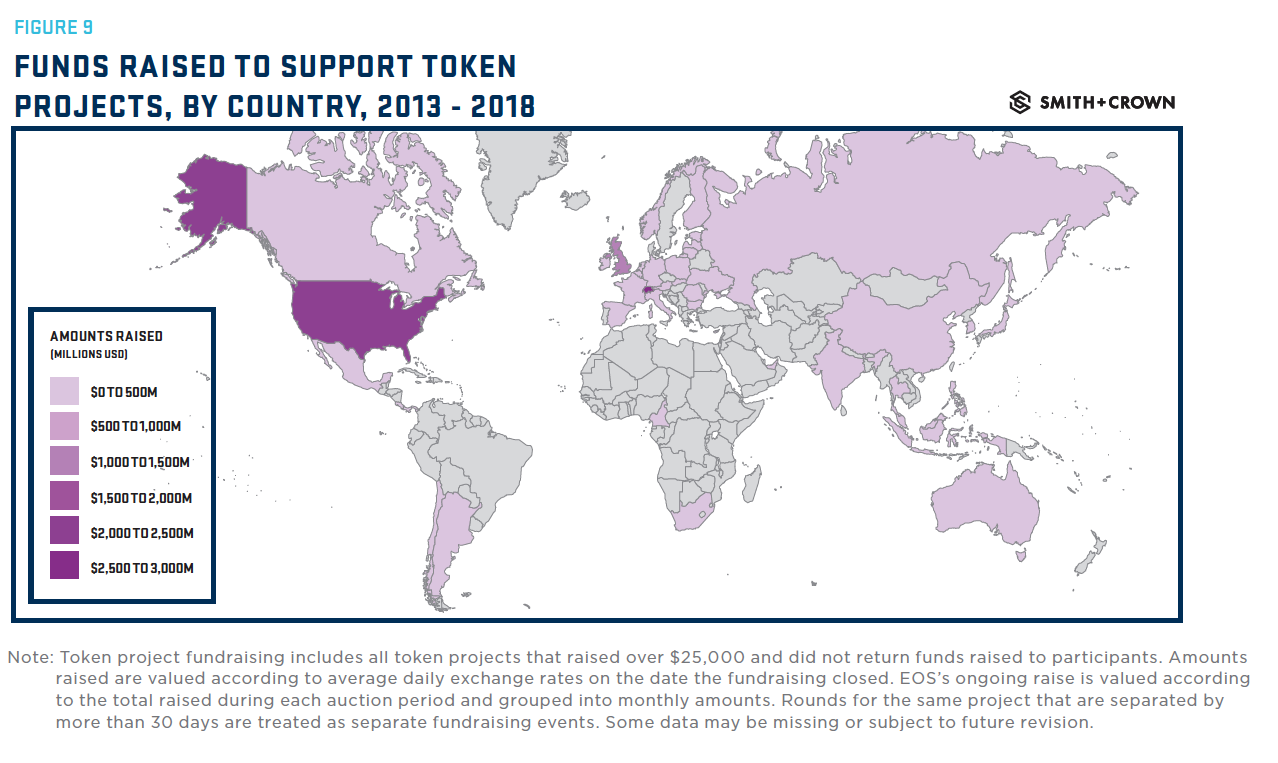 FIGURE 9
FUNDS RAISED TO SUPPORT TOKEN
PROJECTS, BY COUNTRY, 2013 - 2018
SMITH+CROWN
AMOUNTS RAISED
(MILLIONS USD)
$0 TO 500M
$500 TO 1,000M
$1,000 TO 1,500M
$1,500 TO 2,000M
$2,000 TO 2,500M
$2,500 TO 3,000M
Note: Token project fundraising includes all token projects that raised over $25,000 and did not return funds raised to participants. Amounts
raised are valued according to average daily exchange rates on the date the fundraising closed. EOS's ongoing raise is valued according
to the total raised during each auction period and grouped into monthly amounts. Rounds for the same project that are separated by
more than 30 days are treated as separate fundraising events. Some data may be missing or subject to future revision.